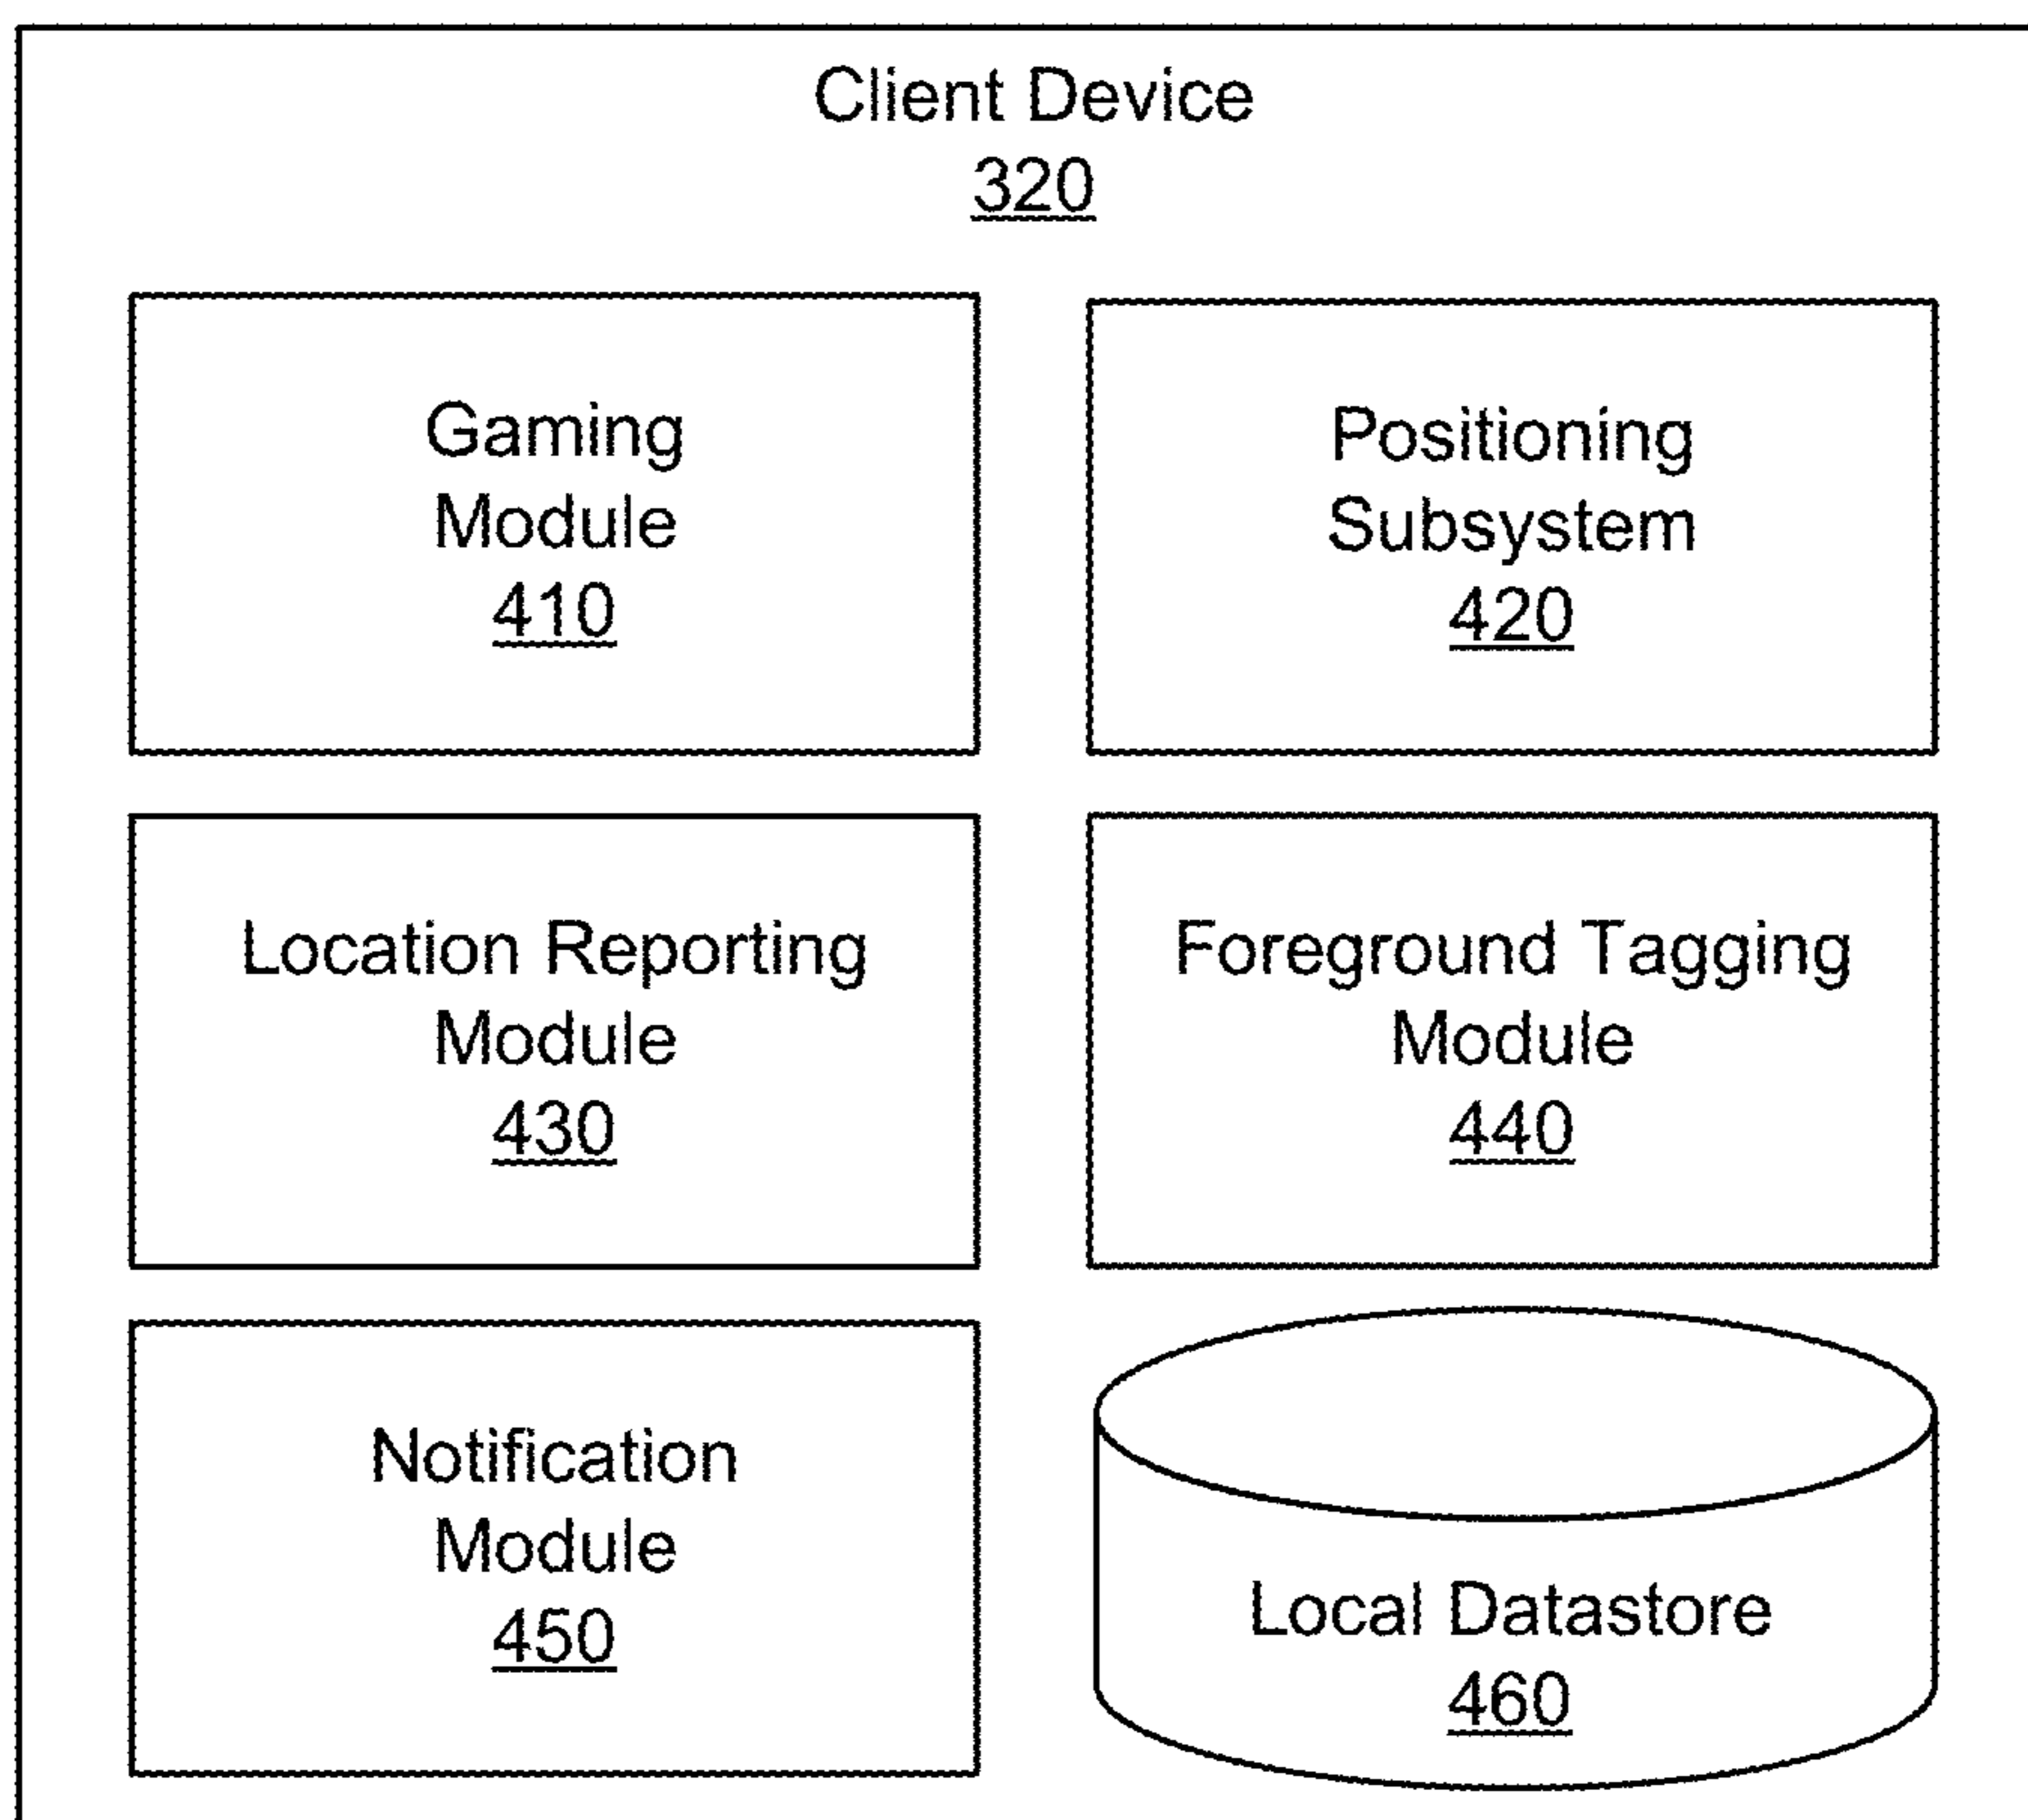 Client Device
320
Gaming
Module
410
Positioning
Subsystem
420
Location Reporting
Module
430
Foreground Tagging
Module
440
Notification
Module
450
Local Datastore
460